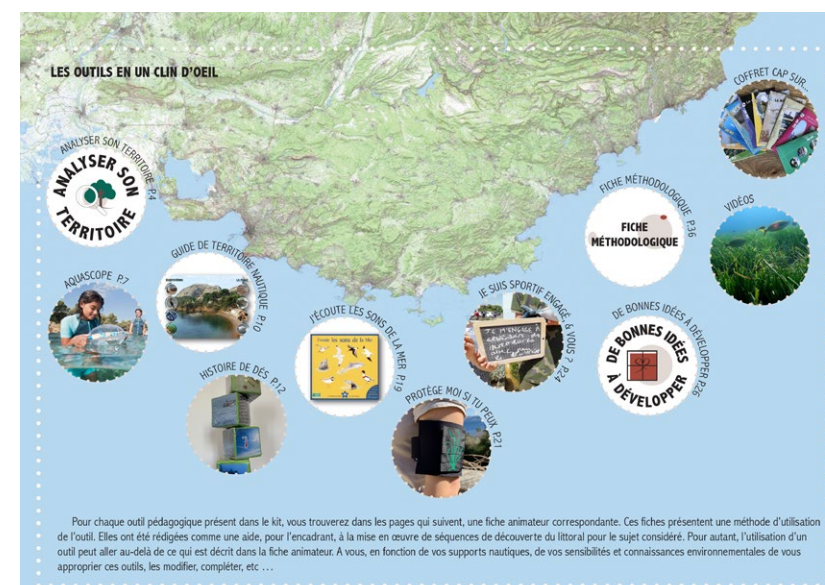 LES OUTILS EN UN CLIN D'OEIL
COFFRET CAP SUR...
ANALYSER SON TERRITOIRE P.4
ANALYSER SON
TERRITOIRE
FICHE MÉTHODOLOGIQUE P.36
FICHE
MÉTHODOLOGIQUE
VIDÉOS
GUIDE DE TERRITOIRE NAUTIQUE P.10
AQUASCOPE P.7
J'ÉCOUTE LES SONS DE LA MER P.19
JE SUIS SPORTIF ENGAGÉ, & VOUS ? P.24
JE M'ENGAGE À
DE BONNES IDÉES À DÉVELOPPER P.26
DE BONNES IDÉES
À DÉVELOPPER
HISTOIRE DE DÉS P.12
PROTÈGE MOI SI TU PEUX P.21
Pour chaque outil pédagogique présent dans le kit, vous trouverez dans les pages qui suivent, une fiche animateur correspondante. Ces fiches présentent une méthode d'utilisation
de l'outil. Elles ont été rédigées comme une aide, pour l'encadrant, à la mise en œuvre de séquences de découverte du littoral pour le sujet considéré. Pour autant, l'utilisation d'un
outil peut aller au-delà de ce qui est décrit dans la fiche animateur. A vous, en fonction de vos supports nautiques, de vos sensibilités et connaissances environnementales de vous
approprier ces outils, les modifier, compléter, etc …